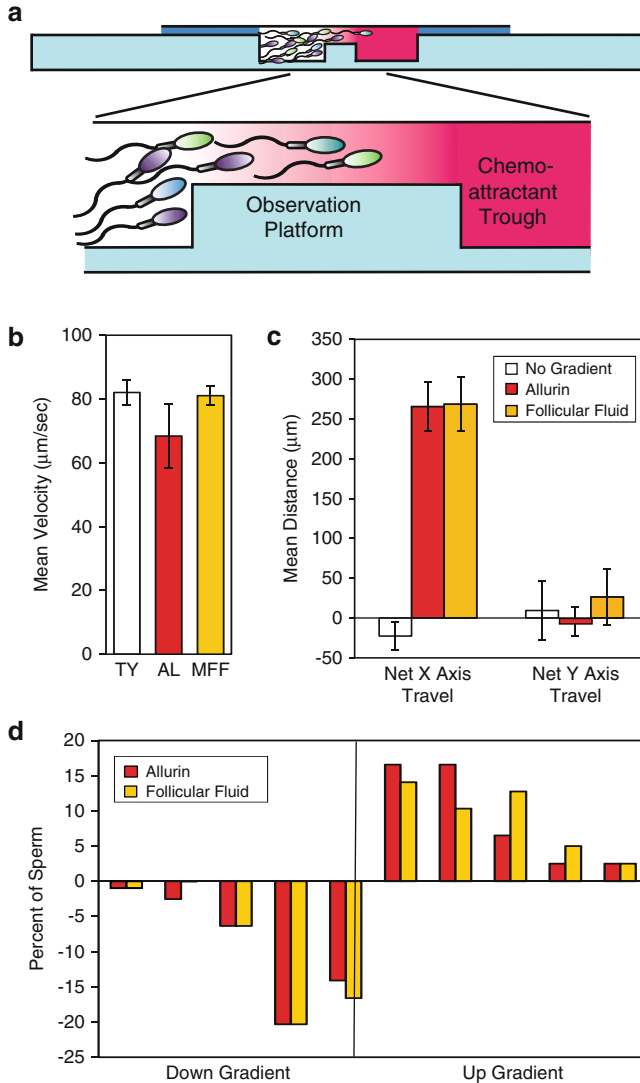 a
Chemo-
attractant
Trough
Observation
Platform
b
Mean Velocity (μm/sec)
100
80
60
40
20
0
TY AL MFF
c
Mean Distance (μm)
350
300
250
200
150
100
50
0
-50
No Gradient
Allurin
Follicular Fluid
Net X Axis
Travel
Net Y Axis
Travel
d
Percent of Sperm
20
15
10
5
0
-5
-10
-15
-20
-25
Allurin
Follicular Fluid
Down Gradient
Up Gradient